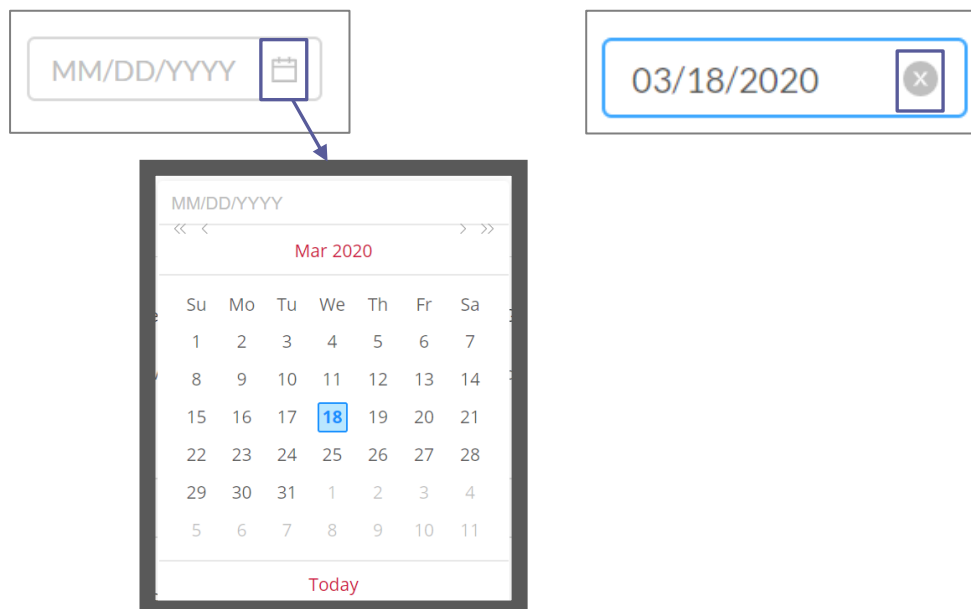 MM/DD/YYYY
03/18/2020
MM/DD/YYYY
« < > »
Mar 2020
Su Mo Tu We Th Fr Sa
1 2 3 4 5 6 7
8 9 10 11 12 13 14
15 16 17 18 19 20 21
22 23 24 25 26 27 28
29 30 31 1 2 3 4
5 6 7 8 9 10 11
Today